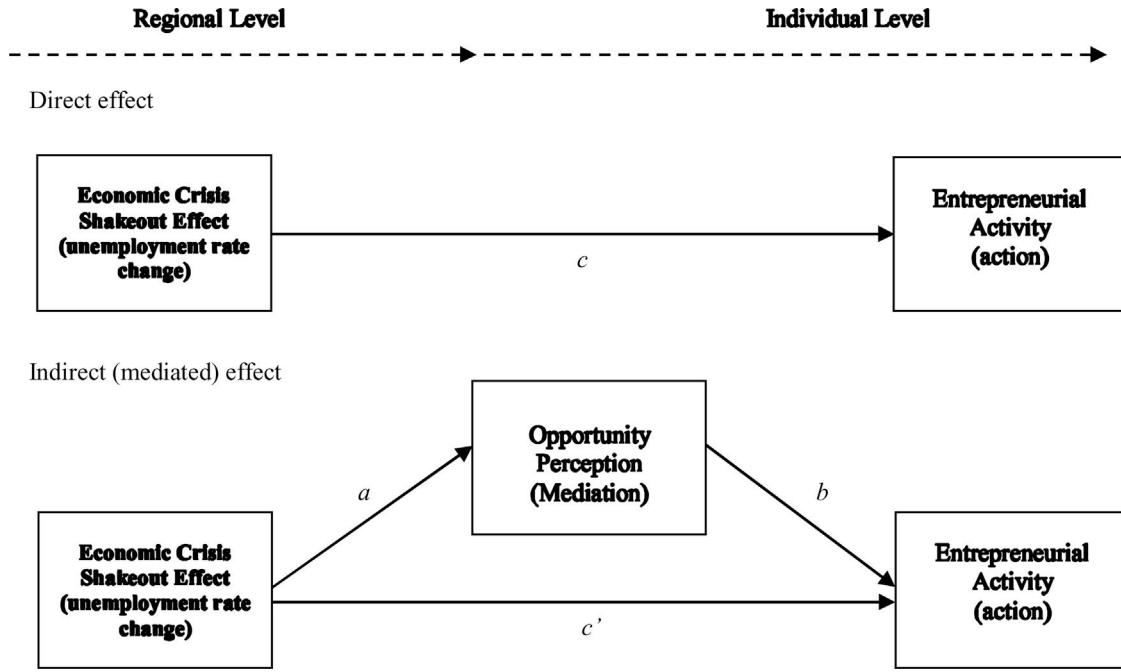 Regional Level
Individual Level
Direct effect
Economic Crisis
Shakeout Effect
(unemployment rate
change)
c
Entrepreneurial
Activity
(action)
Indirect (mediated) effect
Opportunity
Perception
(Mediation)
a
b
Economic Crisis
Shakeout Effect
(unemployment rate
change)
c’
Entrepreneurial
Activity
(action)